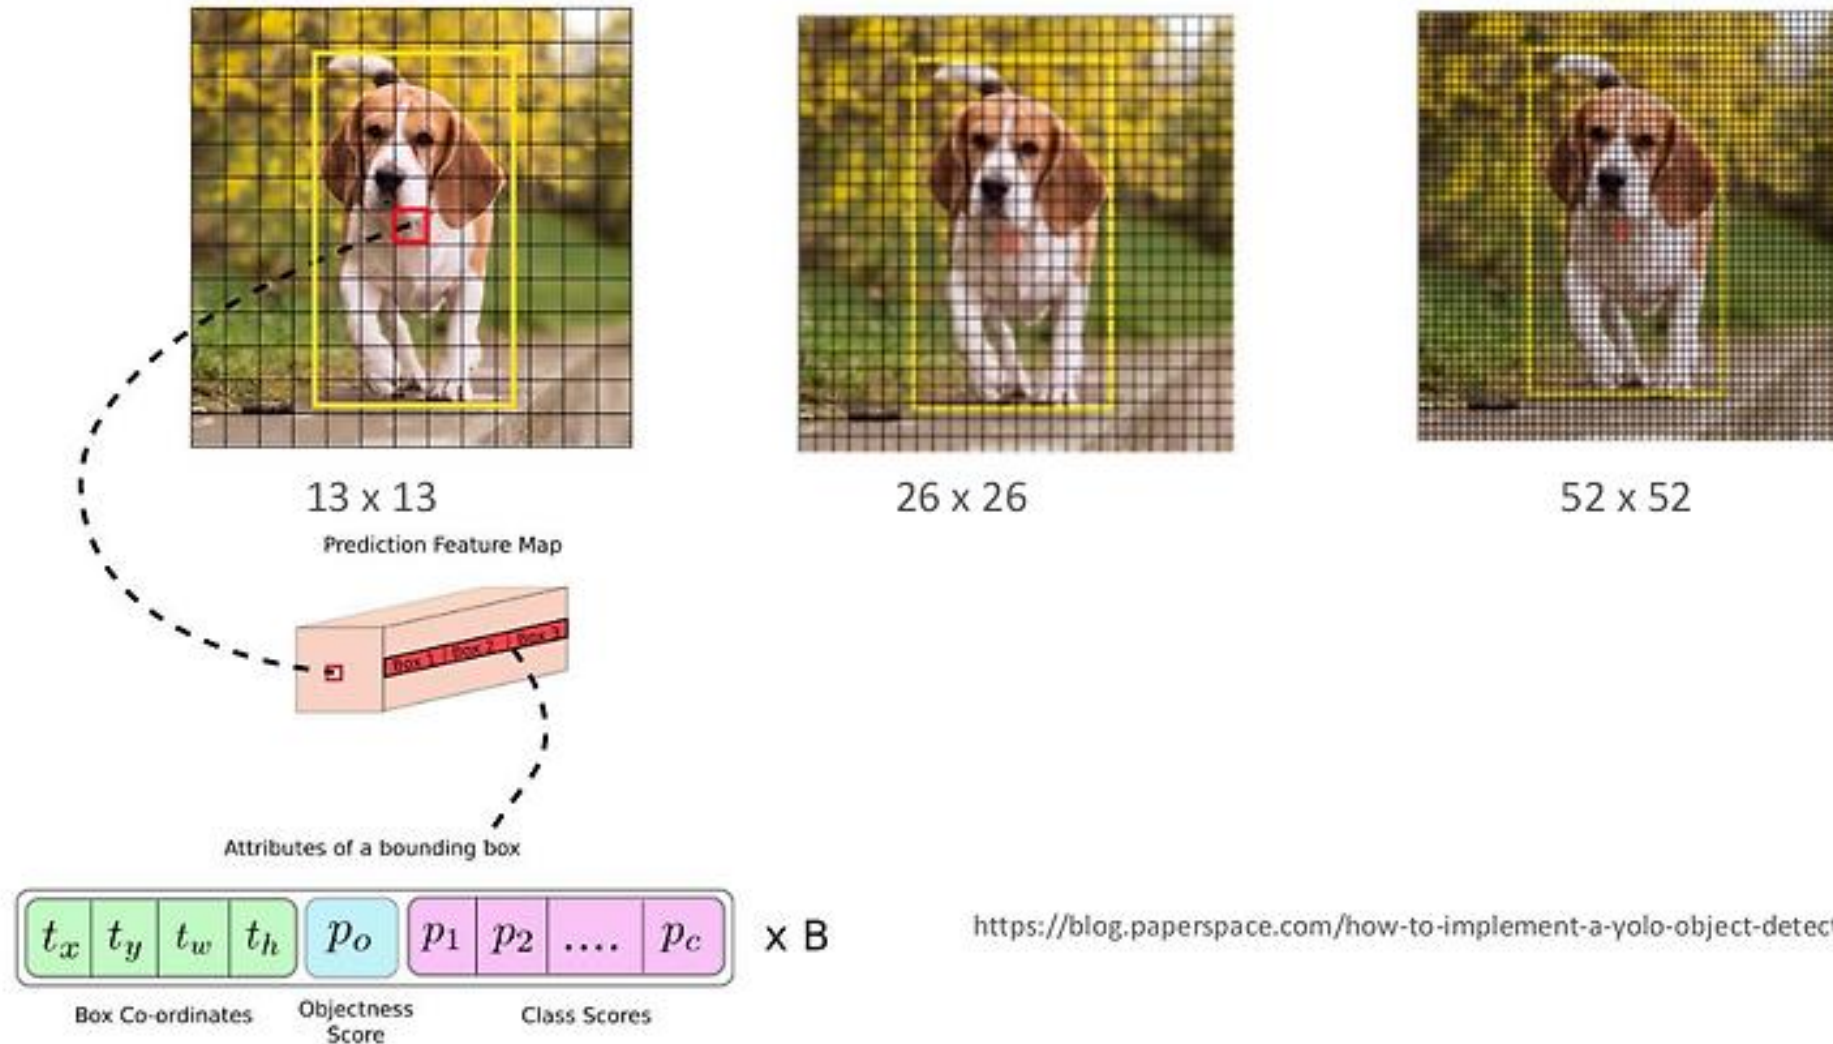 13 x 13
26 x 26
52 x 52
Prediction Feature Map
Box 1
Box 2
Box 3
Attributes of a bounding box
t_x t_y t_w t_h p_o p_1 p_2 .... p_c x B
https://blog.paperspace.com/how-to-implement-a-yolo-object-detect
Box Co-ordinates
Objectness
Score
Class Scores